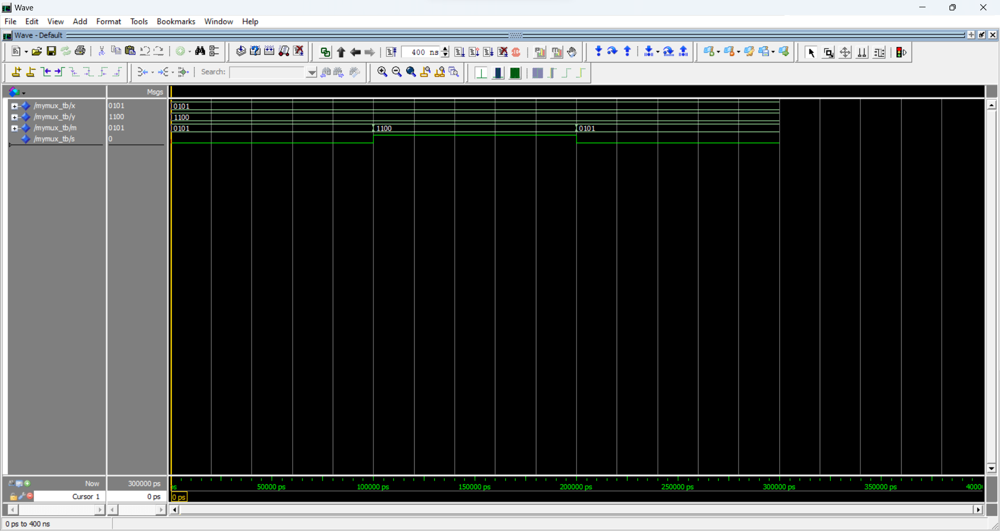 Wave
File Edit View Add Format Tools Bookmarks Window Help
Wave - Default
400 ns
Search:
Msgs
/mymux_tb/x 0101 0101
/mymux_tb/y 1100 1100
/mymux_tb/m 0101 0101 1100 0101
/mymux_tb/s 0
Now 300000 ps ps 50000 ps 100000 ps 150000 ps 200000 ps 250000 ps 300000 ps 350000 ps 4000
Cursor 1 0 ps 0 ps
0 ps to 400 ns